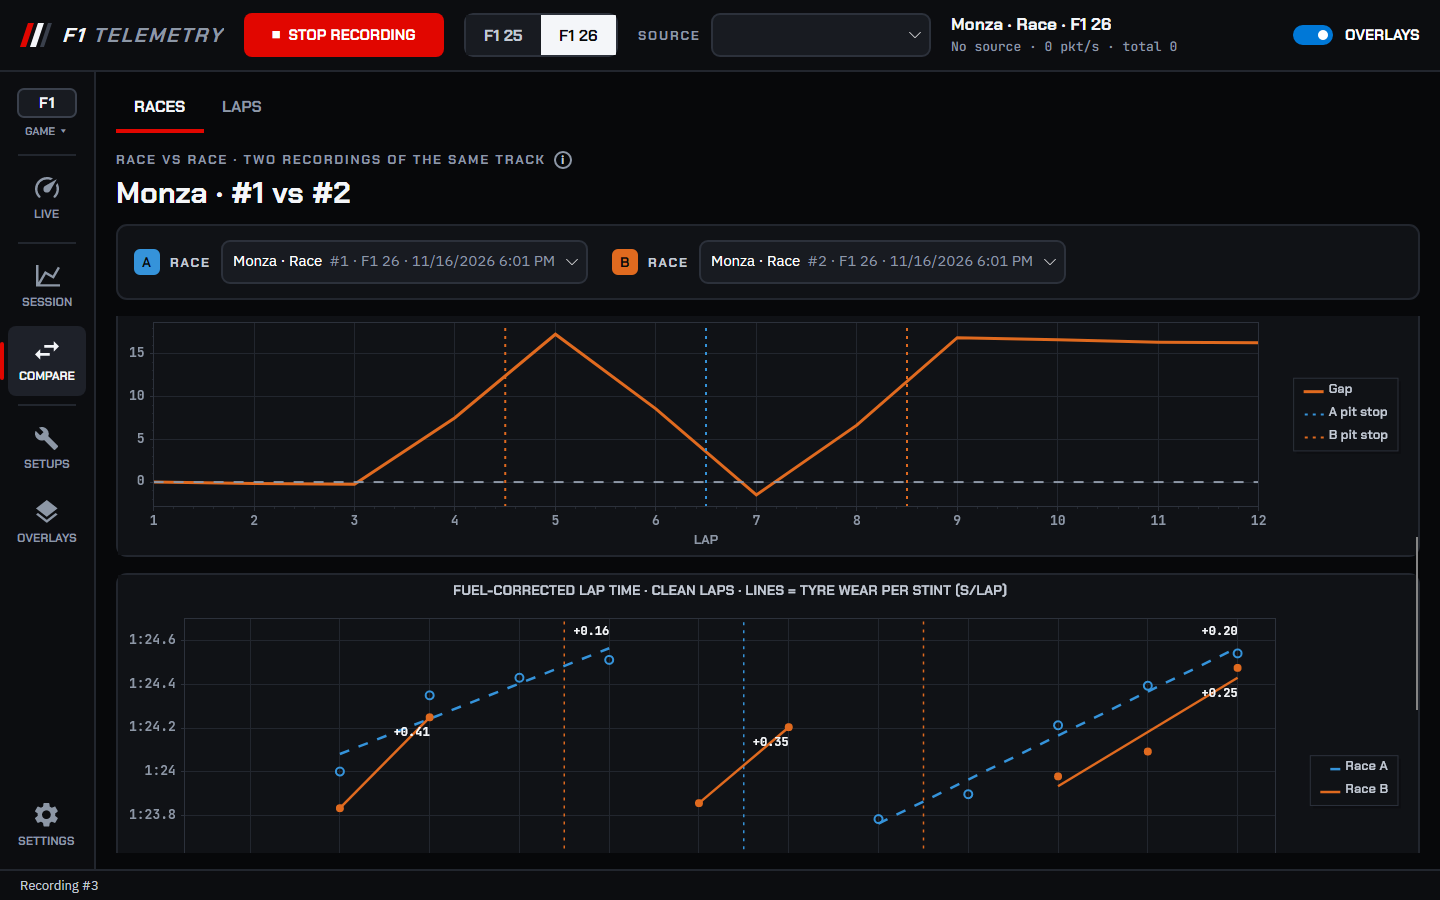 F1 TELEMETRY
STOP RECORDING
F1 25
F1 26
SOURCE
Monza · Race · F1 26
No source · 0 pkt/s · total 0
OVERLAYS
F1
GAME
LIVE
SESSION
COMPARE
SETUPS
OVERLAYS
SETTINGS
RACES
LAPS
RACE VS RACE · TWO RECORDINGS OF THE SAME TRACK
Monza · #1 vs #2
A RACE Monza · Race #1 · F1 26 · 11/16/2026 6:01 PM
B RACE Monza · Race #2 · F1 26 · 11/16/2026 6:01 PM
15
10
5
0
1 2 3 4 5 6 7 8 9 10 11 12
LAP
Gap
A pit stop
B pit stop
FUEL-CORRECTED LAP TIME · CLEAN LAPS · LINES = TYRE WEAR PER STINT (S/LAP)
1:24.6
1:24.4
1:24.2
1:24
1:23.8
+0.16
+0.41
+0.35
+0.20
+0.25
Race A
Race B
Recording #3